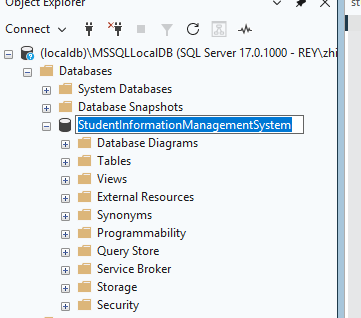 Object Explorer
st
Connect
(localdb)\MSSQLLocalDB (SQL Server 17.0.1000 - REY\zhi
Databases
System Databases
Database Snapshots
StudentInformationManagementSystem
Database Diagrams
Tables
Views
External Resources
Synonyms
Programmability
Query Store
Service Broker
Storage
Security